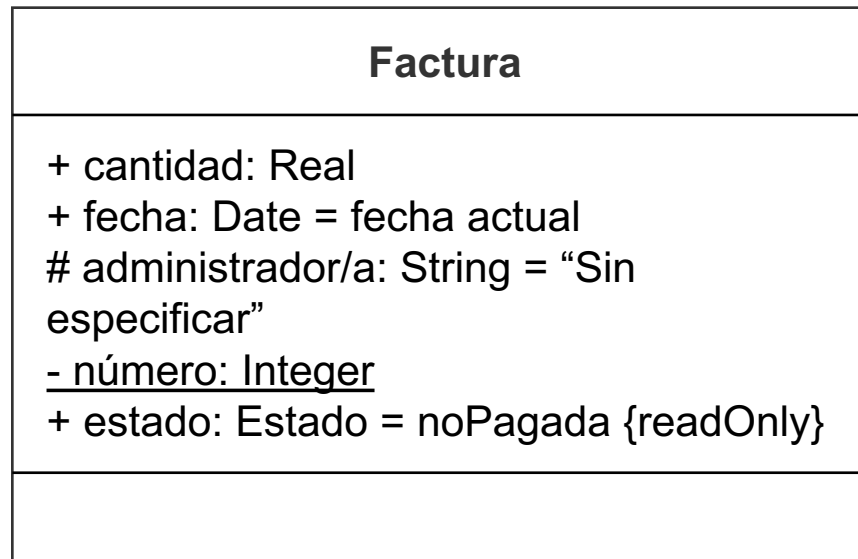 Factura
+ cantidad: Real
+ fecha: Date = fecha actual
# administrador/a: String = “Sin
especificar”
- número: Integer
+ estado: Estado = noPagada {readOnly}